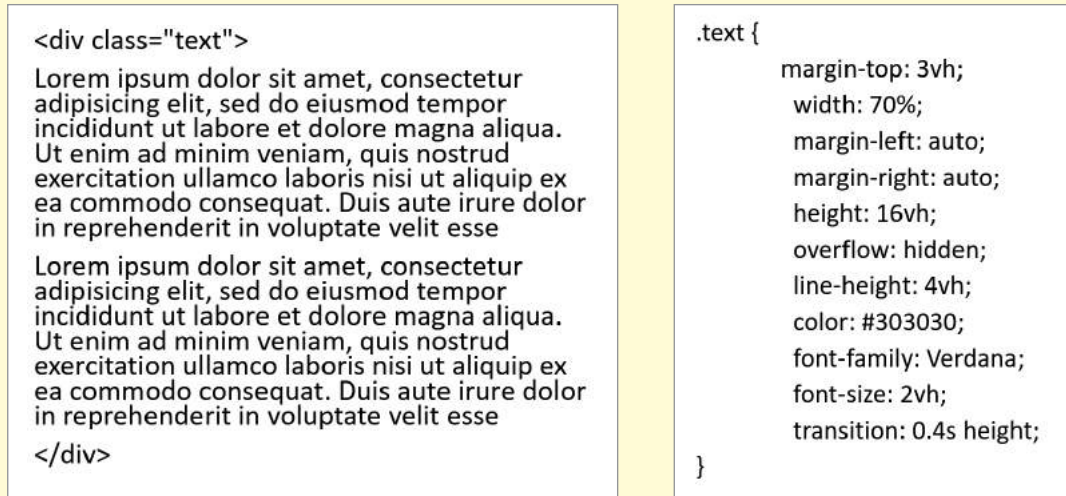 <div class="text">
Lorem ipsum dolor sit amet, consectetur
adipisicing elit, sed do eiusmod tempor
incididunt ut labore et dolore magna aliqua.
Ut enim ad minim veniam, quis nostrud
exercitation ullamco laboris nisi ut aliquip ex
ea commodo consequat. Duis aute irure dolor
in reprehenderit in voluptate velit esse
Lorem ipsum dolor sit amet, consectetur
adipisicing elit, sed do eiusmod tempor
incididunt ut labore et dolore magna aliqua.
Ut enim ad minim veniam, quis nostrud
exercitation ullamco laboris nisi ut aliquip ex
ea commodo consequat. Duis aute irure dolor
in reprehenderit in voluptate velit esse
</div>
.text {
margin-top: 3vh;
width: 70%;
margin-left: auto;
margin-right: auto;
height: 16vh;
overflow: hidden;
line-height: 4vh;
color: #303030;
font-family: Verdana;
font-size: 2vh;
transition: 0.4s height;
}